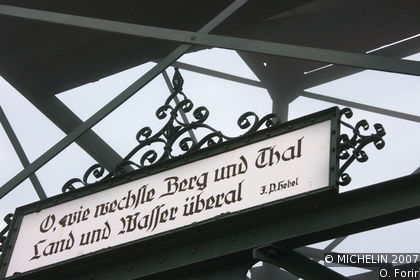 O, wie wechsle Berg und Thal
Land und Wasser überal
J. P. Hebel
© MICHELIN 2007
O. Forir